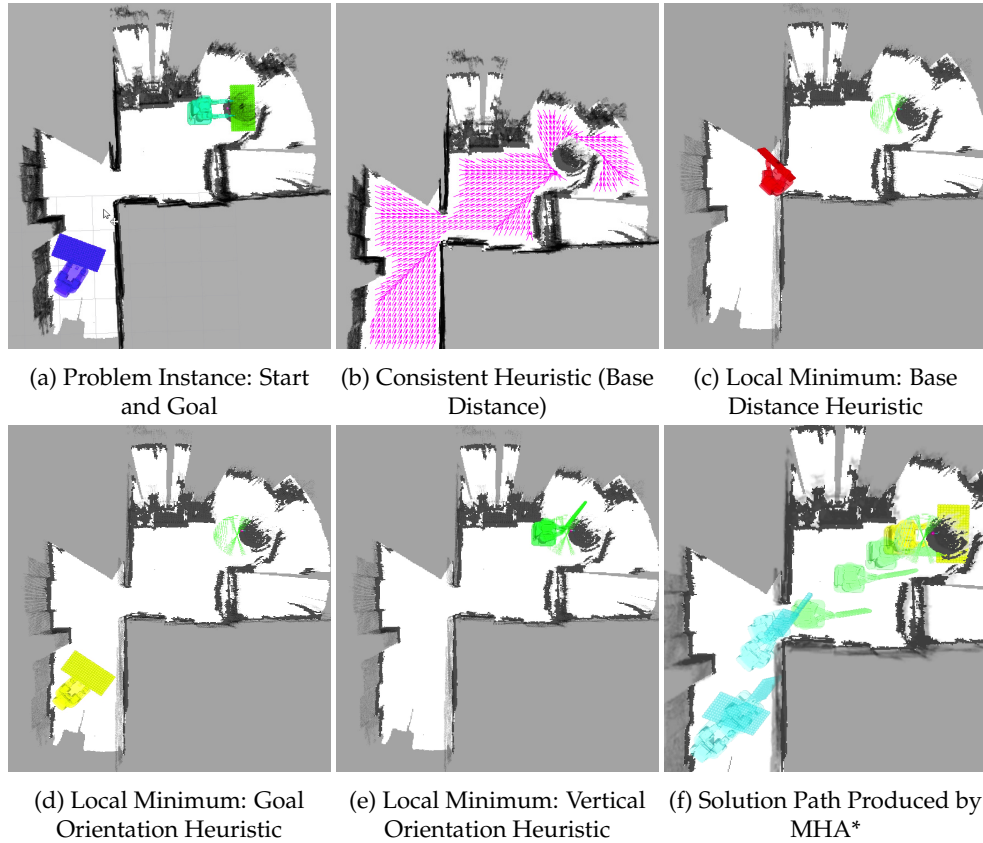 (a) Problem Instance: Start
and Goal
(b) Consistent Heuristic (Base
Distance)
(c) Local Minimum: Base
Distance Heuristic
(d) Local Minimum: Goal
Orientation Heuristic
(e) Local Minimum: Vertical
Orientation Heuristic
(f) Solution Path Produced by
MHA*